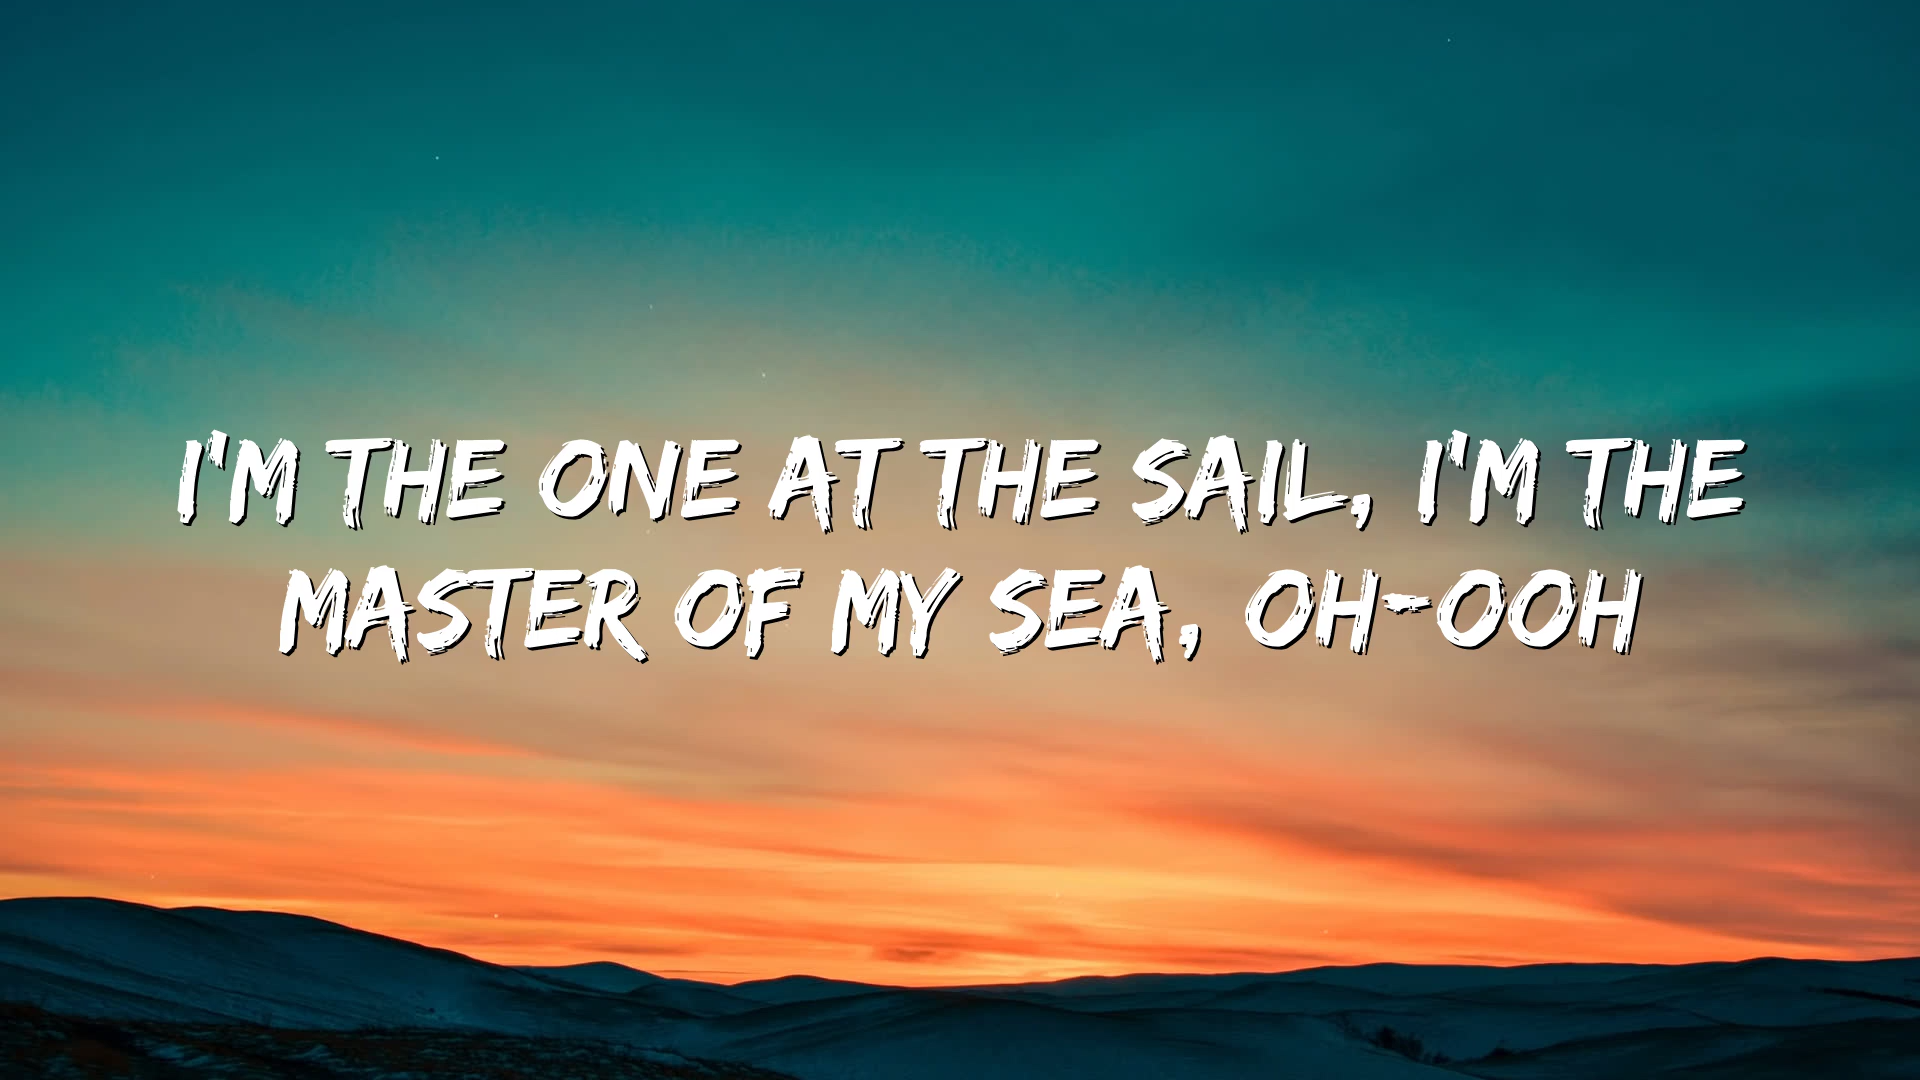 I'M THE ONE AT THE SAIL, I'M THE
MASTER OF MY SEA, OH-OOH